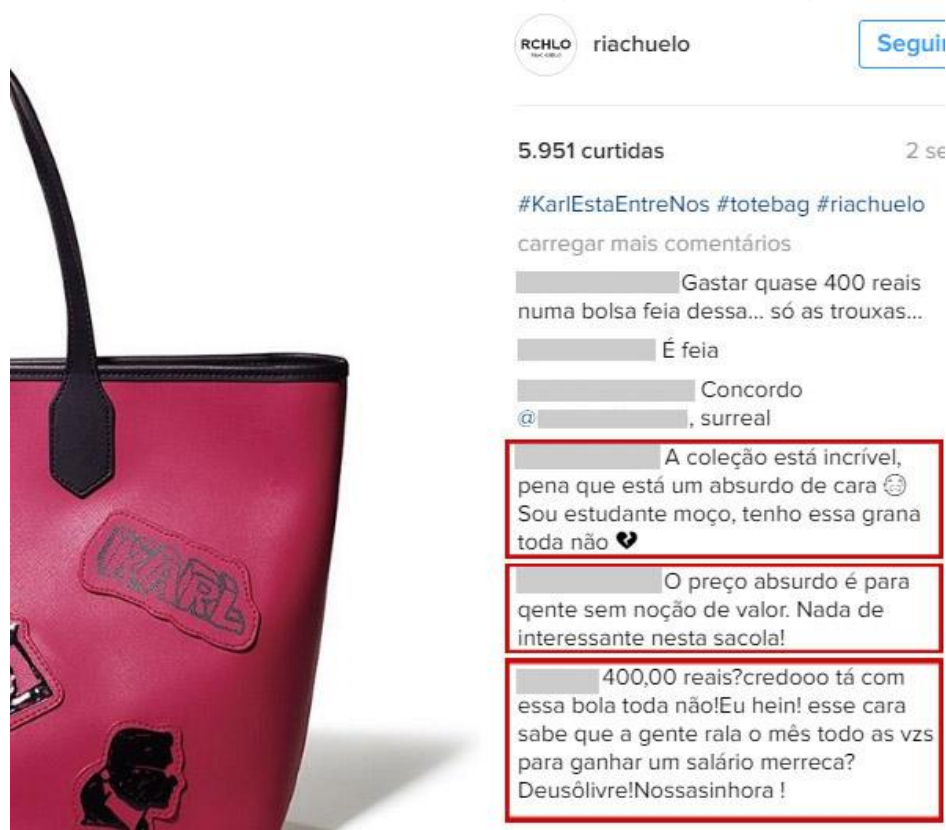 RCHLO
riachuelo
Seguir
5.951 curtidas
2 se
#KarlEstaEntreNos #totebag #riachuelo
carregar mais comentários
Gastar quase 400 reais
numa bolsa feia dessa... só as trouxas...
É feia
Concordo
@ , surreal
A coleção está incrível,
pena que está um absurdo de cara 😷
Sou estudante moço, tenho essa grana
toda não 💔
O preço absurdo é para
qente sem noção de valor. Nada de
interessante nesta sacola!
400,00 reais?credooo tá com
essa bola toda não!Eu hein! esse cara
sabe que a gente rala o mês todo as vzs
para ganhar um salário merreca?
Deusôlivre!Nossasinhora !
KARL